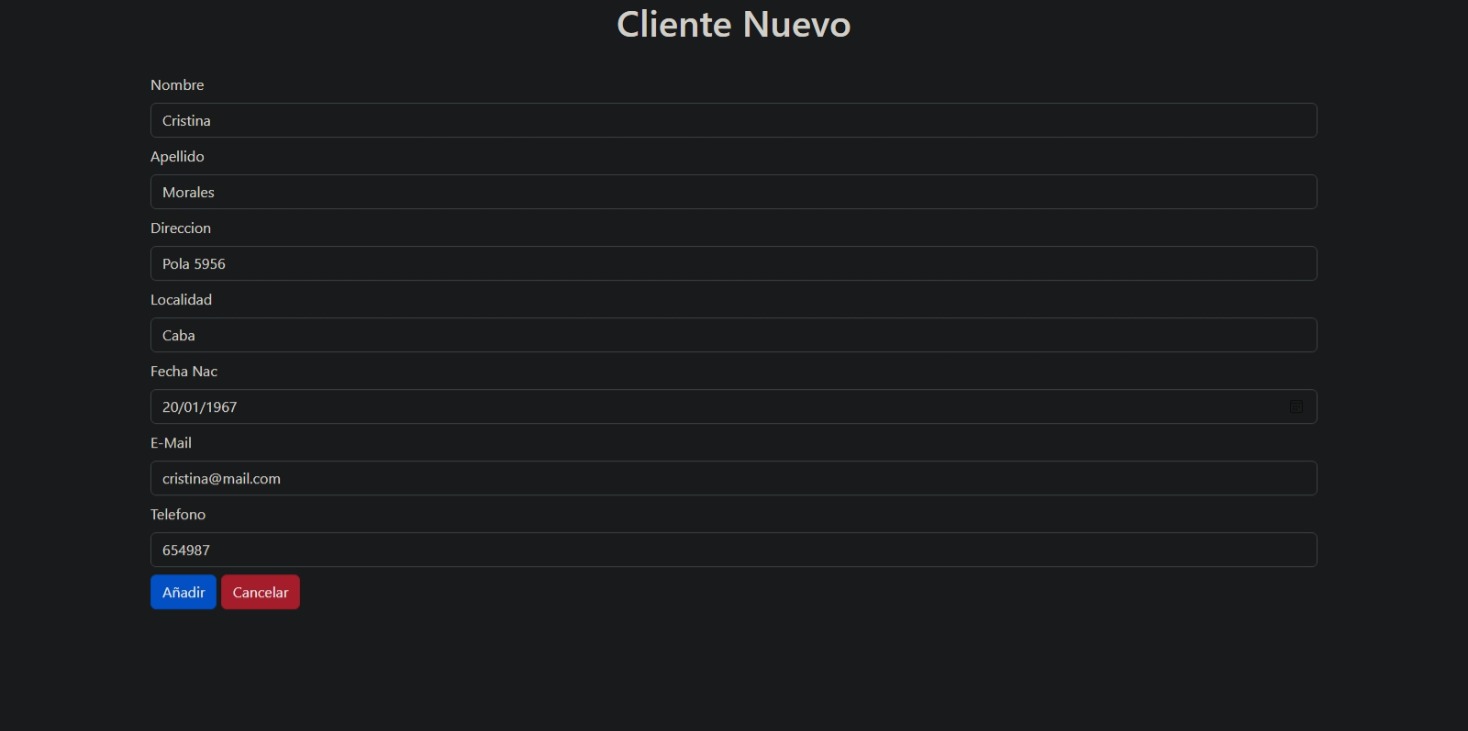 Cliente Nuevo
Nombre
Cristina
Apellido
Morales
Direccion
Pola 5956
Localidad
Caba
Fecha Nac
20/01/1967
E-Mail
cristina@mail.com
Telefono
654987
Añadir Cancelar